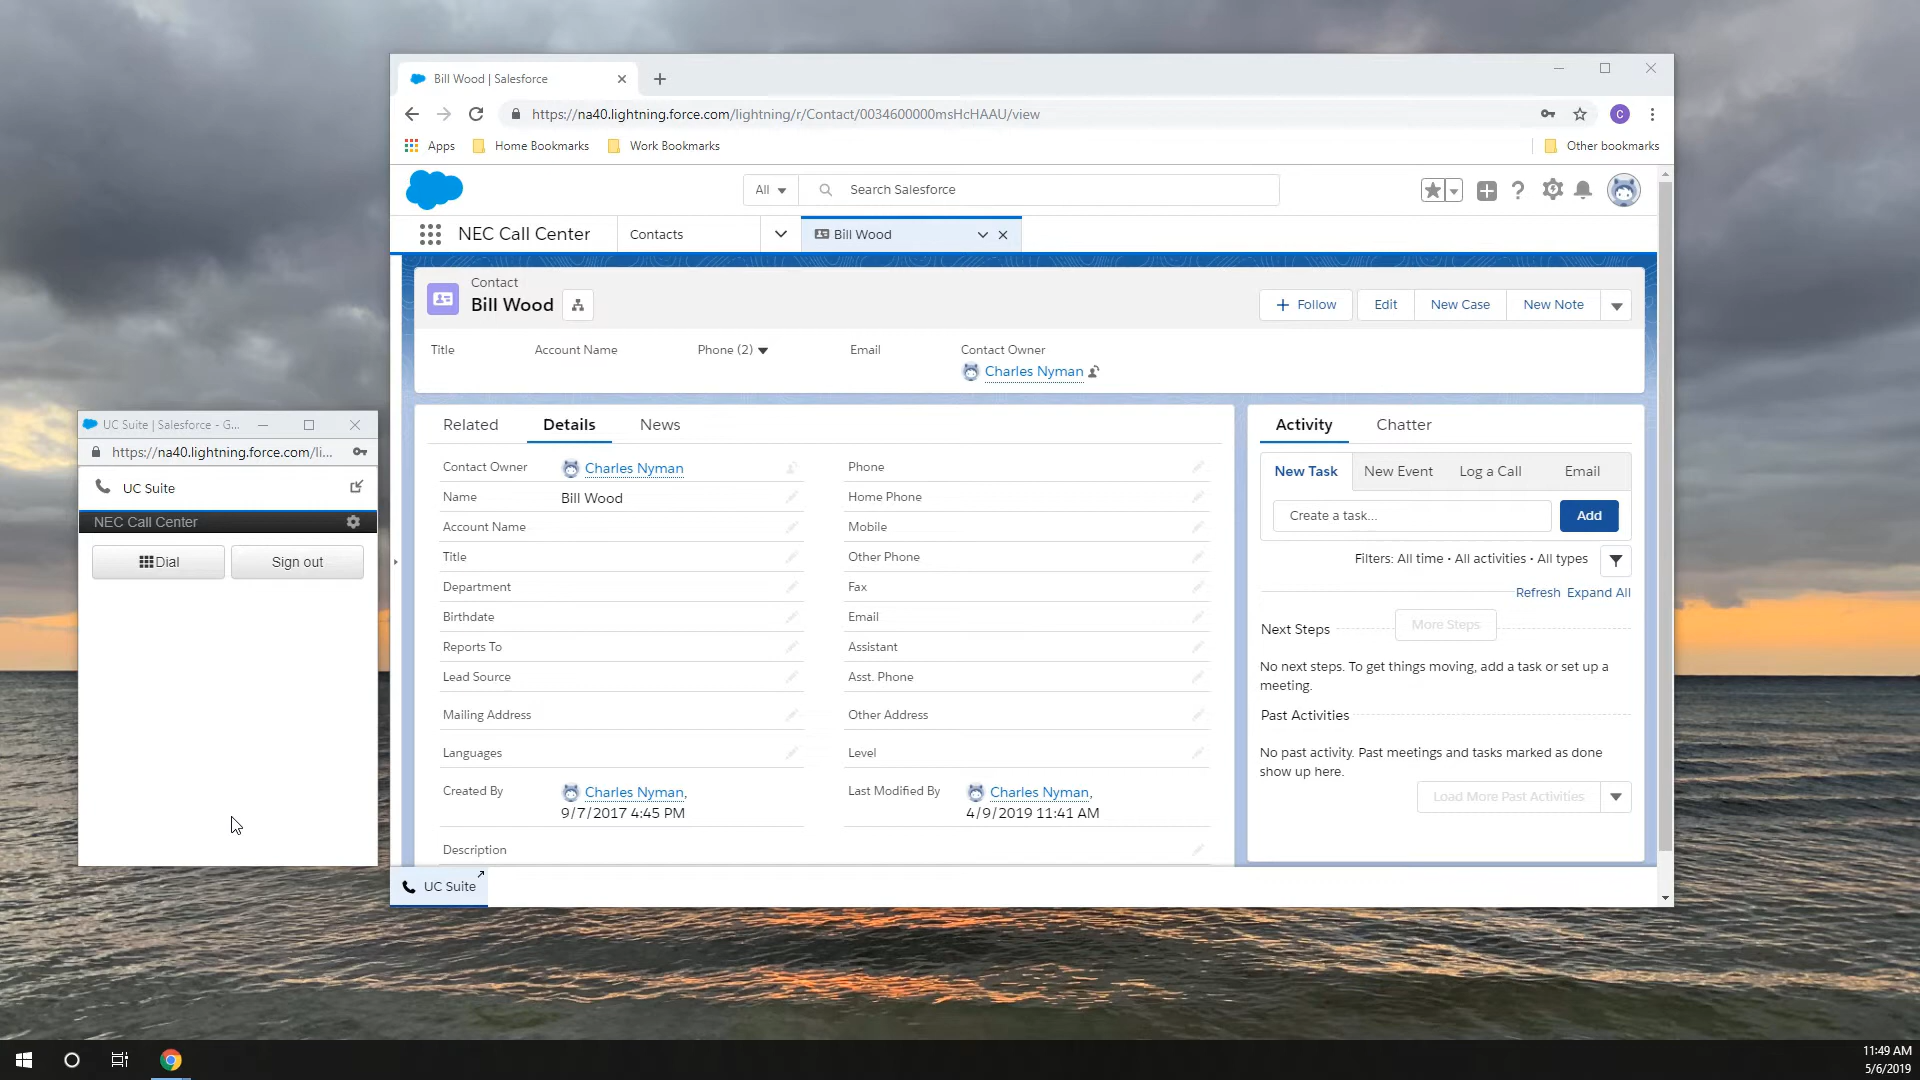 Bill Wood | Salesforce
https://na40.lightning.force.com/lightning/r/Contact/0034600000msHcHAAU/view
C
Apps
Home Bookmarks
Work Bookmarks
Other bookmarks
All
Search Salesforce
NEC Call Center
Contacts
Bill Wood
Contact
Bill Wood
Follow
Edit
New Case
New Note
Title
Account Name
Phone (2)
Email
Contact Owner
Charles Nyman
UC Suite | Salesforce - G...
https://na40.lightning.force.com/li...
UC Suite
NEC Call Center
Dial
Sign out
Related
Details
News
Contact Owner
Charles Nyman
Name
Bill Wood
Account Name
Title
Department
Birthdate
Reports To
Lead Source
Mailing Address
Languages
Created By
Charles Nyman,
9/7/2017 4:45 PM
Description
Phone
Home Phone
Mobile
Other Phone
Fax
Email
Assistant
Asst. Phone
Other Address
Level
Last Modified By
Charles Nyman,
4/9/2019 11:41 AM
Activity
Chatter
New Task
New Event
Log a Call
Email
Create a task...
Add
Filters: All time • All activities • All types
Refresh
Expand All
Next Steps
More Steps
No next steps. To get things moving, add a task or set up a
meeting.
Past Activities
No past activity. Past meetings and tasks marked as done
show up here.
Load More Past Activities
UC Suite
11:49 AM
5/6/2019